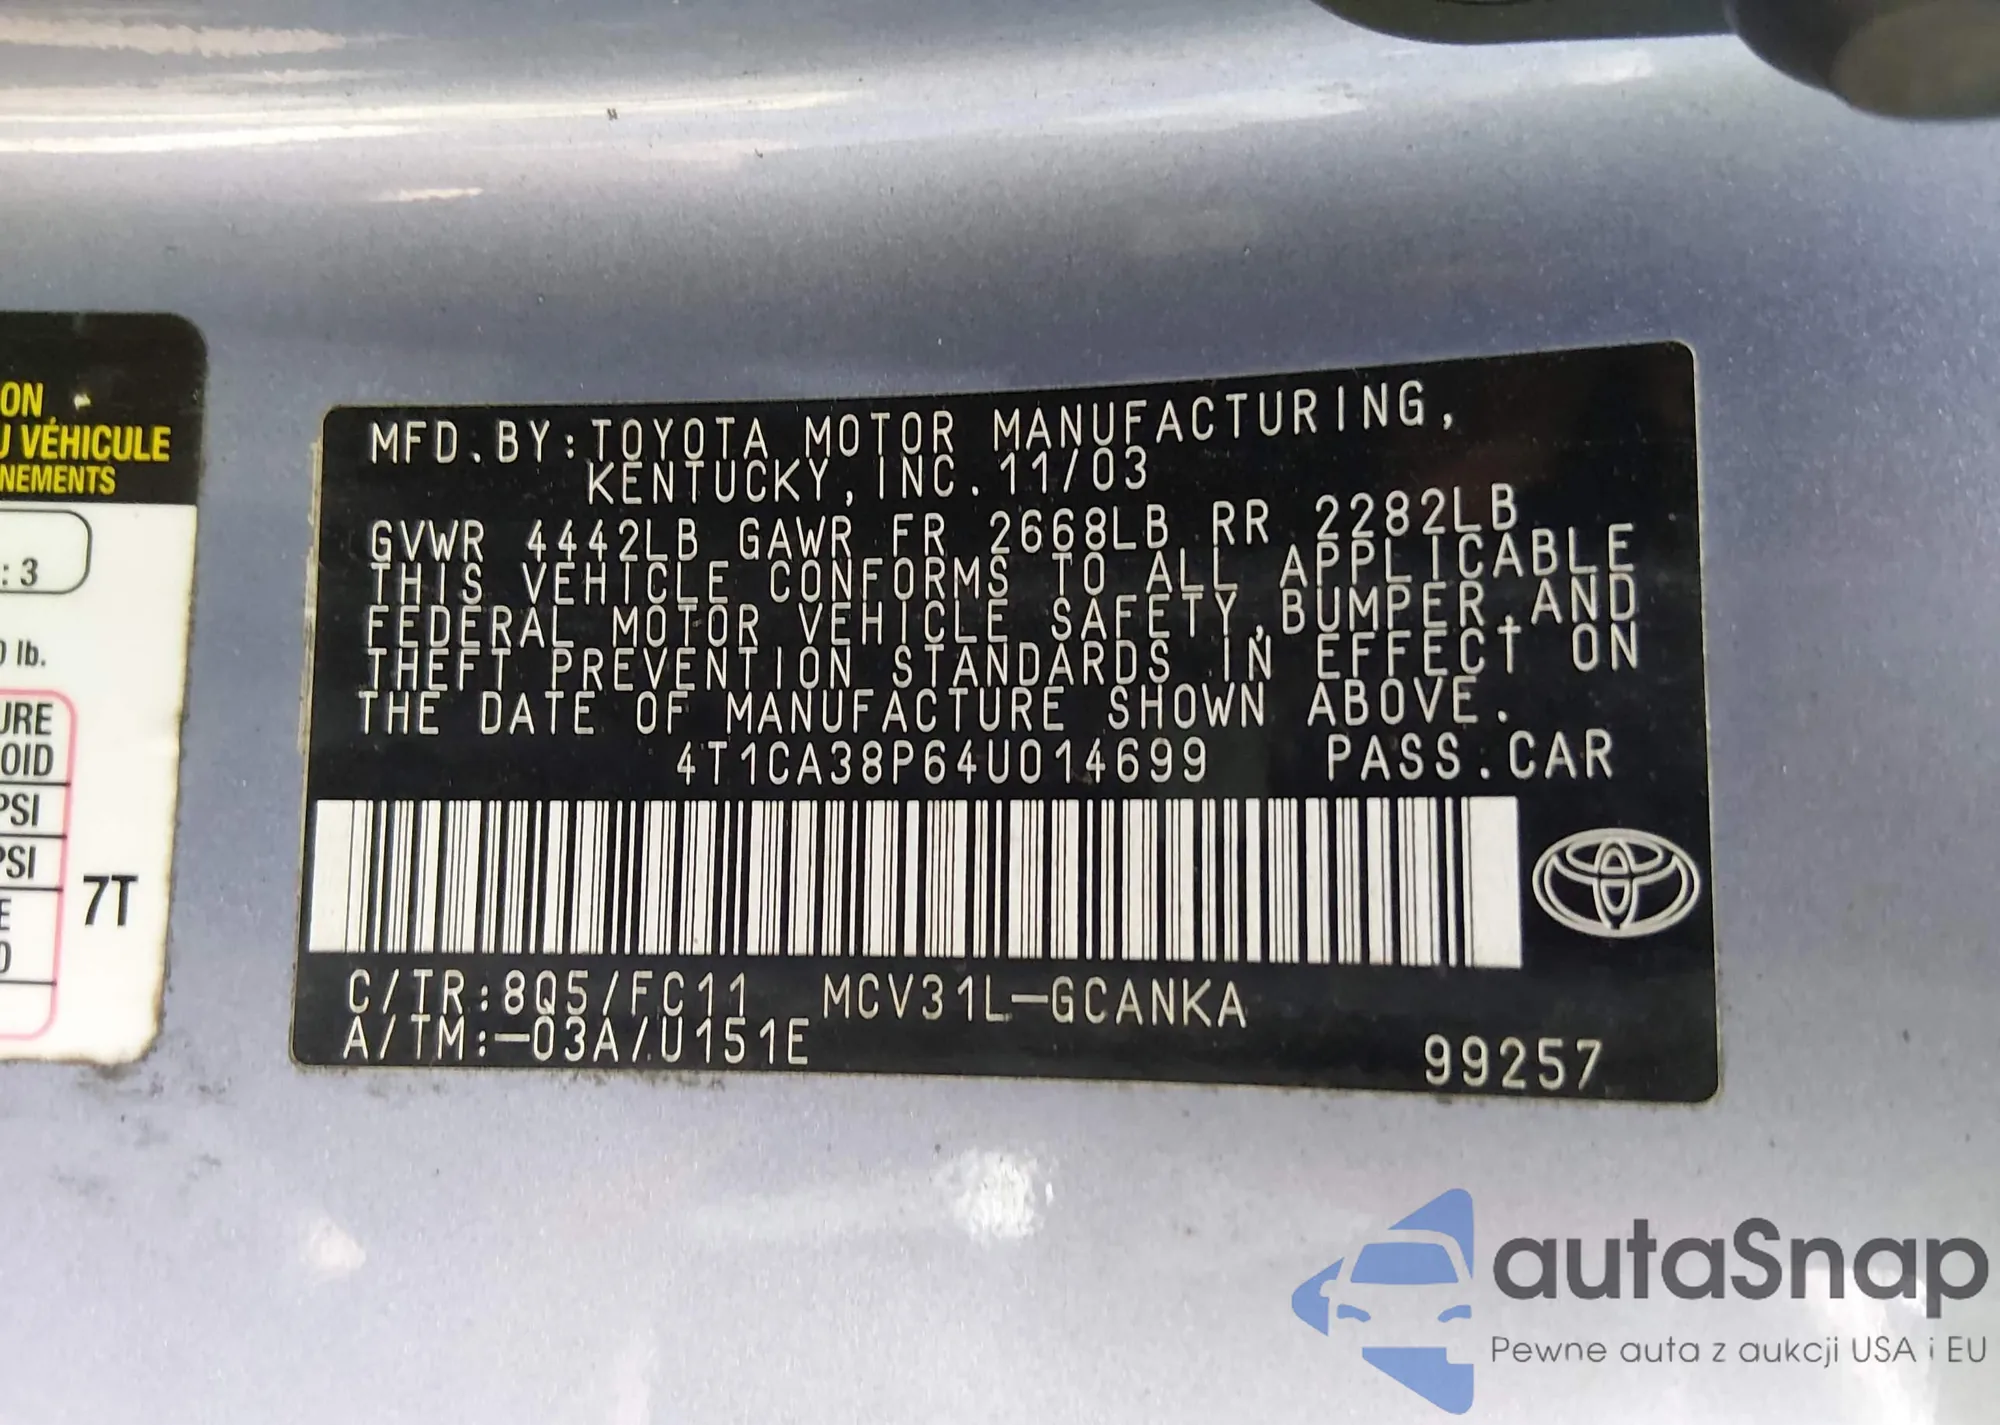 ON
U VÉHICULE
NEMENTS
: 3
lb.
URE
OID
PSI
PSI
E
7T
MFD.BY:TOYOTA MOTOR MANUFACTURING,
KENTUCKY,INC. 11/03
GVWR 4442LB GAWR FR 2668LB RR 2282LB
THIS VEHICLE CONFORMS TO ALL APPLICABLE
FEDERAL MOTOR VEHICLE SAFETY,BUMPER,AND
THEFT PREVENTION STANDARDS IN EFFECT ON
THE DATE OF MANUFACTURE SHOWN ABOVE.
4T1CA38P64U014699 PASS.CAR
C/TR:8Q5/FC11 MCV31L-GCANKA
A/TM:-03A/U151E
99257
autaSnap
Pewne auta z aukcji USA i EU